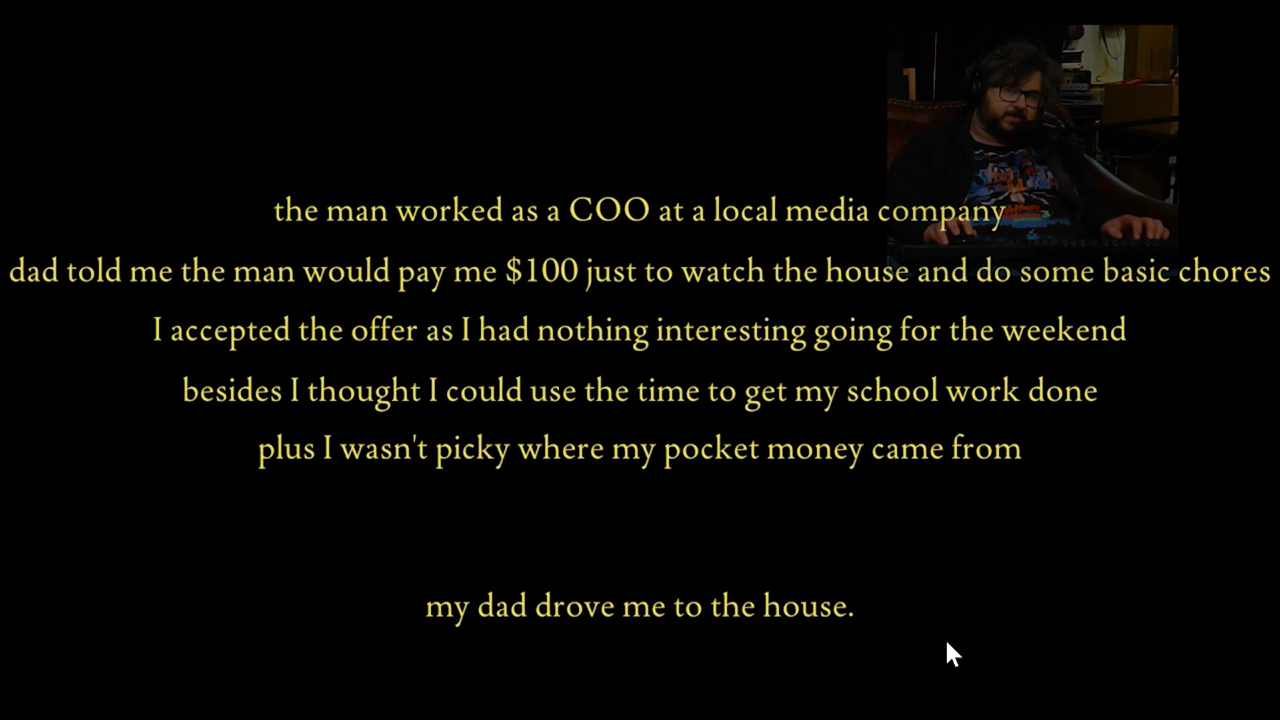 the man worked as a COO at a local media company
dad told me the man would pay me $100 just to watch the house and do some basic chores
I accepted the offer as I had nothing interesting going for the weekend
besides I thought I could use the time to get my school work done
plus I wasn't picky where my pocket money came from
my dad drove me to the house.